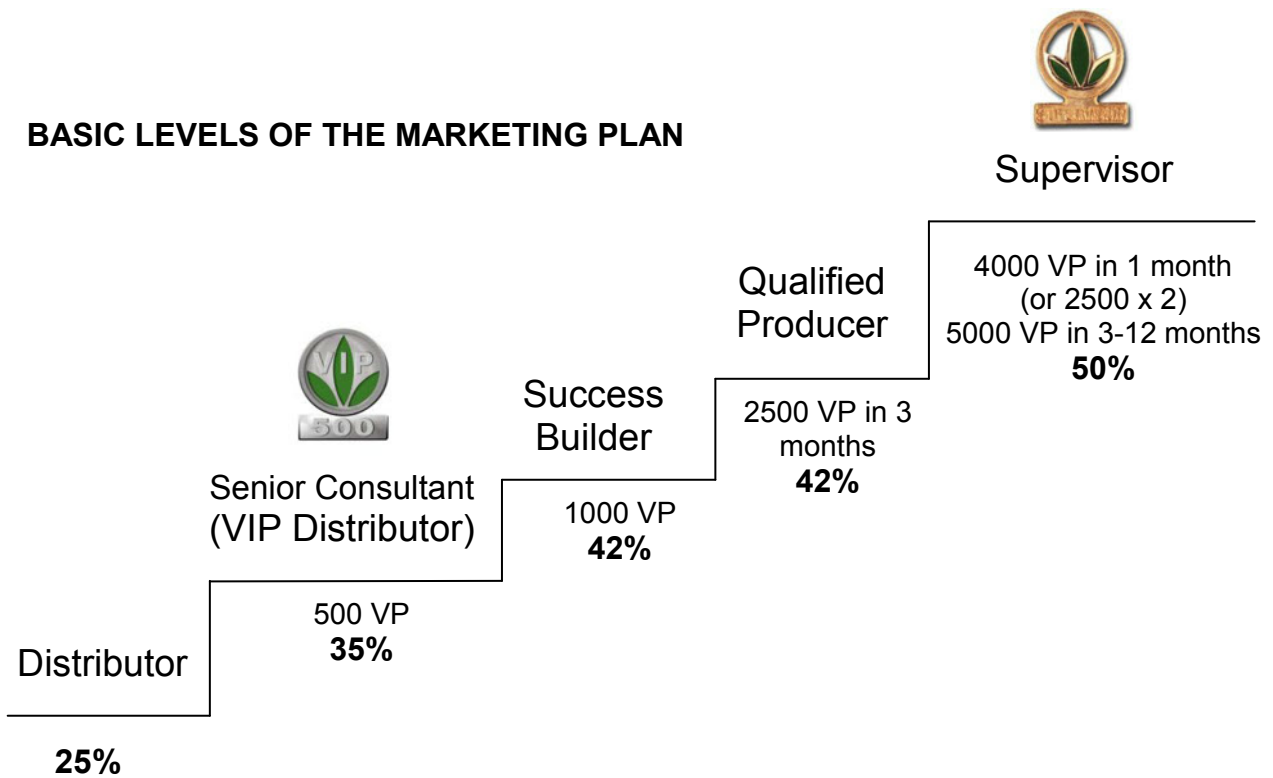 BASIC LEVELS OF THE MARKETING PLAN
Supervisor
4000 VP in 1 month
(or 2500 x 2)
5000 VP in 3-12 months
50%
Qualified
Producer
2500 VP in 3
months
42%
Success
Builder
1000 VP
42%
VIP
500
Senior Consultant
(VIP Distributor)
500 VP
35%
Distributor
25%